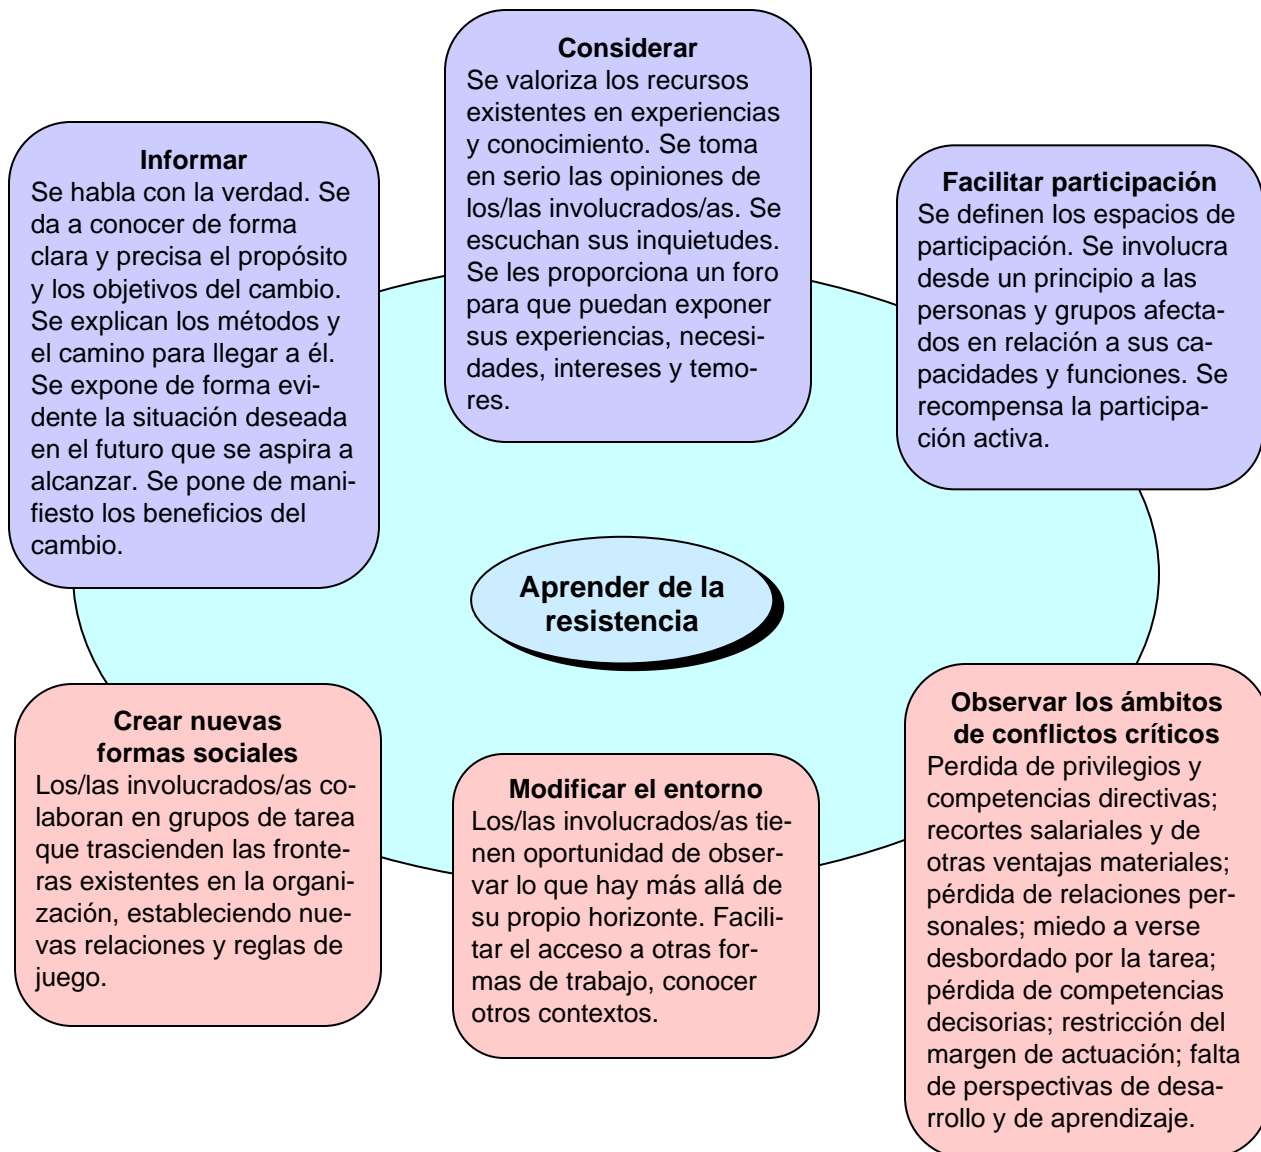 Considerar
Se valoriza los recursos
existentes en experiencias
y conocimiento. Se toma
en serio las opiniones de
los/las involucrados/as. Se
escuchan sus inquietudes.
Se les proporciona un foro
para que puedan exponer
sus experiencias, necesi-
dades, intereses y temo-
res.
Informar
Se habla con la verdad. Se
da a conocer de forma
clara y precisa el propósito
y los objetivos del cambio.
Se explican los métodos y
el camino para llegar a él.
Se expone de forma evi-
dente la situación deseada
en el futuro que se aspira a
alcanzar. Se pone de mani-
fiesto los beneficios del
cambio.
Facilitar participación
Se definen los espacios de
participación. Se involucra
desde un principio a las
personas y grupos afecta-
dos en relación a sus ca-
pacidades y funciones. Se
recompensa la participa-
ción activa.
Aprender de la
resistencia
Crear nuevas
formas sociales
Los/las involucrados/as co-
laboran en grupos de tarea
que trascienden las fronte-
ras existentes en la organi-
zación, estableciendo nue-
vas relaciones y reglas de
juego.
Modificar el entorno
Los/las involucrados/as tie-
nen oportunidad de obser-
var lo que hay más allá de
su propio horizonte. Facili-
tar el acceso a otras for-
mas de trabajo, conocer
otros contextos.
Observar los ámbitos
de conflictos críticos
Perdida de privilegios y
competencias directivas;
recortes salariales y de
otras ventajas materiales;
pérdida de relaciones per-
sonales; miedo a verse
desbordado por la tarea;
pérdida de competencias
decisorias; restricción del
margen de actuación; falta
de perspectivas de desa-
rrollo y de aprendizaje.